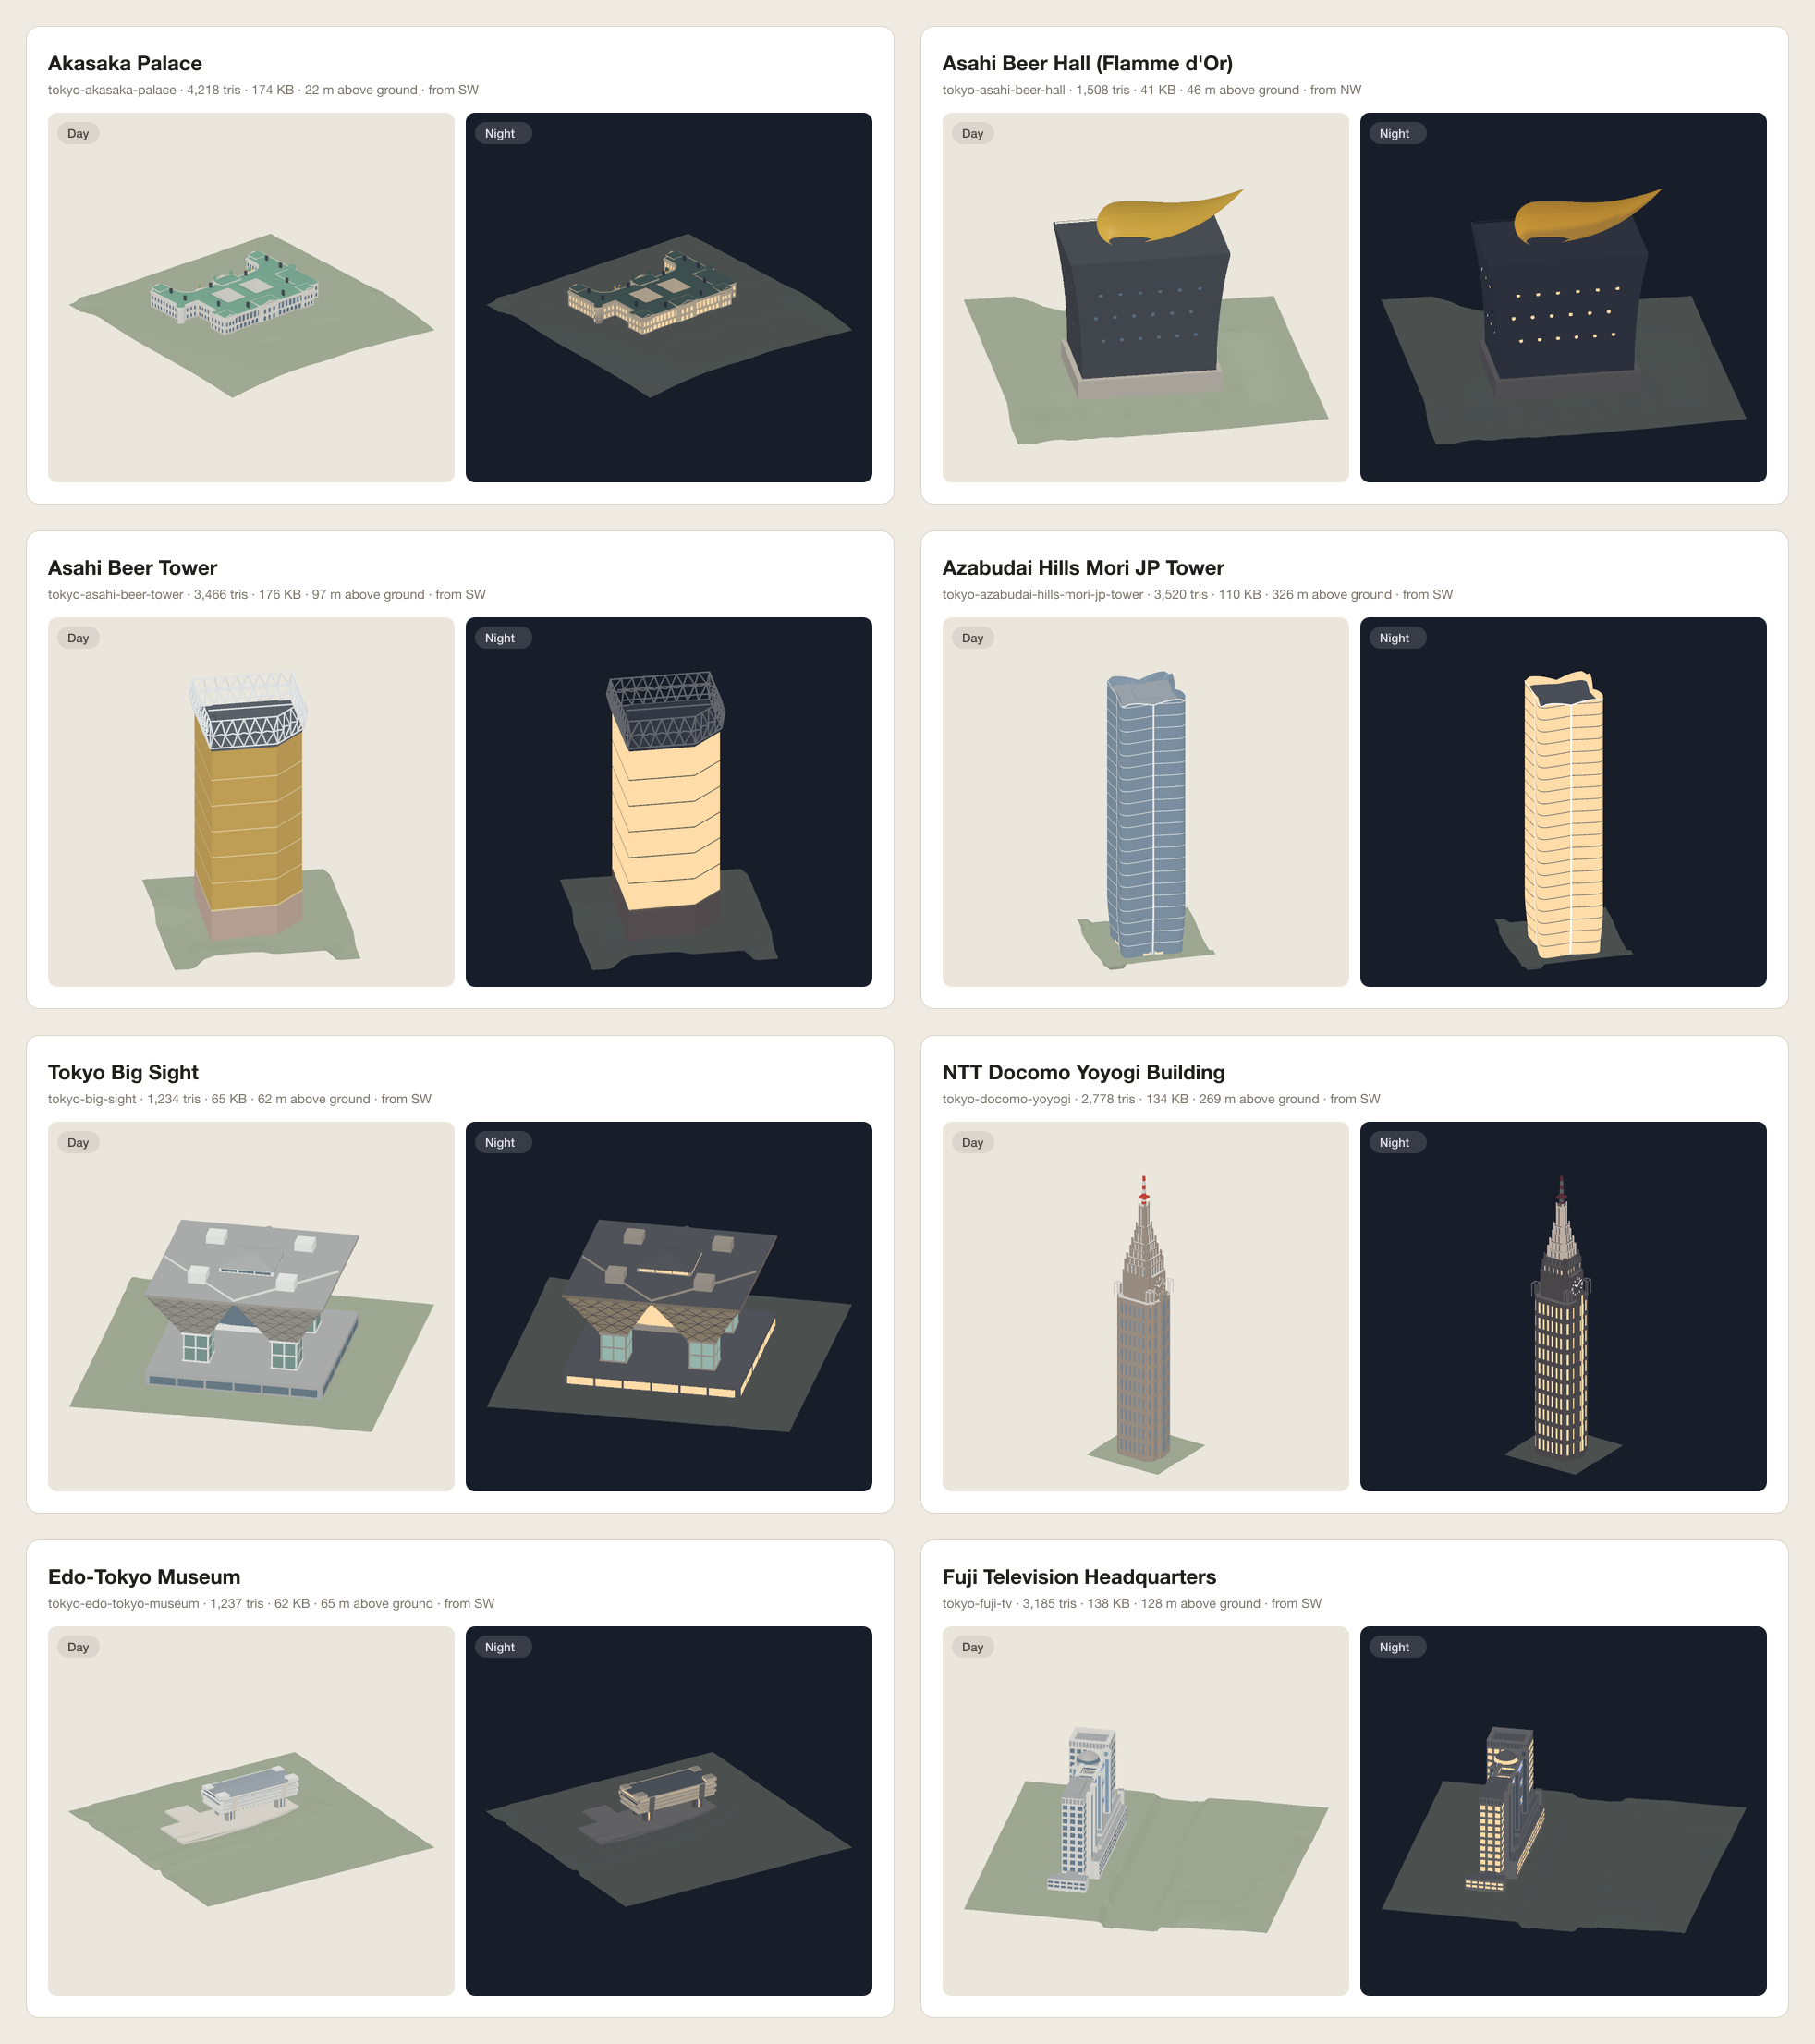 Akasaka Palace
tokyo-akasaka-palace · 4,218 tris · 174 KB · 22 m above ground · from SW
Day
Night
Asahi Beer Hall (Flamme d'Or)
tokyo-asahi-beer-hall · 1,508 tris · 41 KB · 46 m above ground · from NW
Day
Night
Asahi Beer Tower
tokyo-asahi-beer-tower · 3,466 tris · 176 KB · 97 m above ground · from SW
Day
Night
Azabudai Hills Mori JP Tower
tokyo-azabudai-hills-mori-jp-tower · 3,520 tris · 110 KB · 326 m above ground · from SW
Day
Night
Tokyo Big Sight
tokyo-big-sight · 1,234 tris · 65 KB · 62 m above ground · from SW
Day
Night
NTT Docomo Yoyogi Building
tokyo-docomo-yoyogi · 2,778 tris · 134 KB · 269 m above ground · from SW
Day
Night
Edo-Tokyo Museum
tokyo-edo-tokyo-museum · 1,237 tris · 62 KB · 65 m above ground · from SW
Day
Night
Fuji Television Headquarters
tokyo-fuji-tv · 3,185 tris · 138 KB · 128 m above ground · from SW
Day
Night